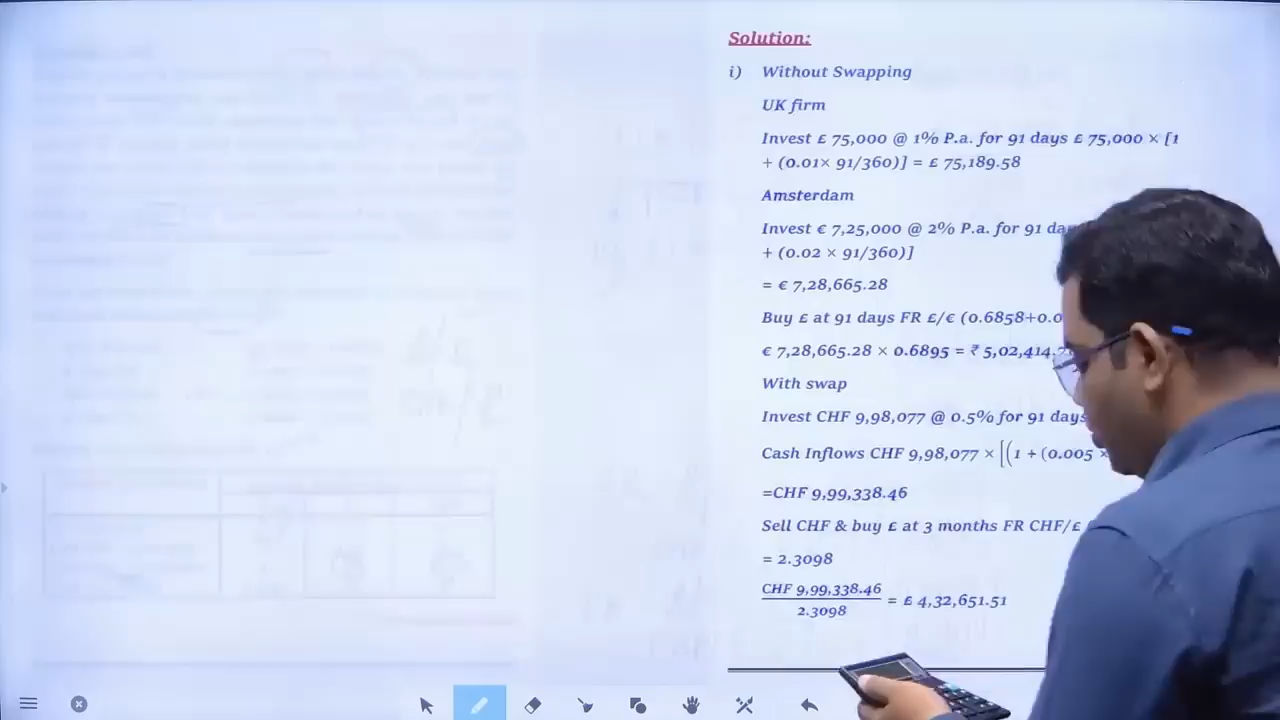 Solution:
i) Without Swapping
UK firm
Invest £ 75,000 @ 1% P.a. for 91 days £ 75,000 × [1
+ (0.01× 91/360)] = £ 75,189.58
Amsterdam
Invest € 7,25,000 @ 2% P.a. for 91
+ (0.02 × 91/360)]
= € 7,28,665.28
Buy £ at 91 days FR £/€ (0.6858+0.0
€ 7,28,665.28 × 0.6895 = ₹ 5,02,414.
With swap
Invest CHF 9,98,077 @ 0.5% for 91 days
Cash Inflows CHF 9,98,077 × [(1 + (0.005 ×
=CHF 9,99,338.46
Sell CHF & buy £ at 3 months FR CHF/£
= 2.3098
CHF 9,99,338.46
2.3098
= £ 4,32,651.51